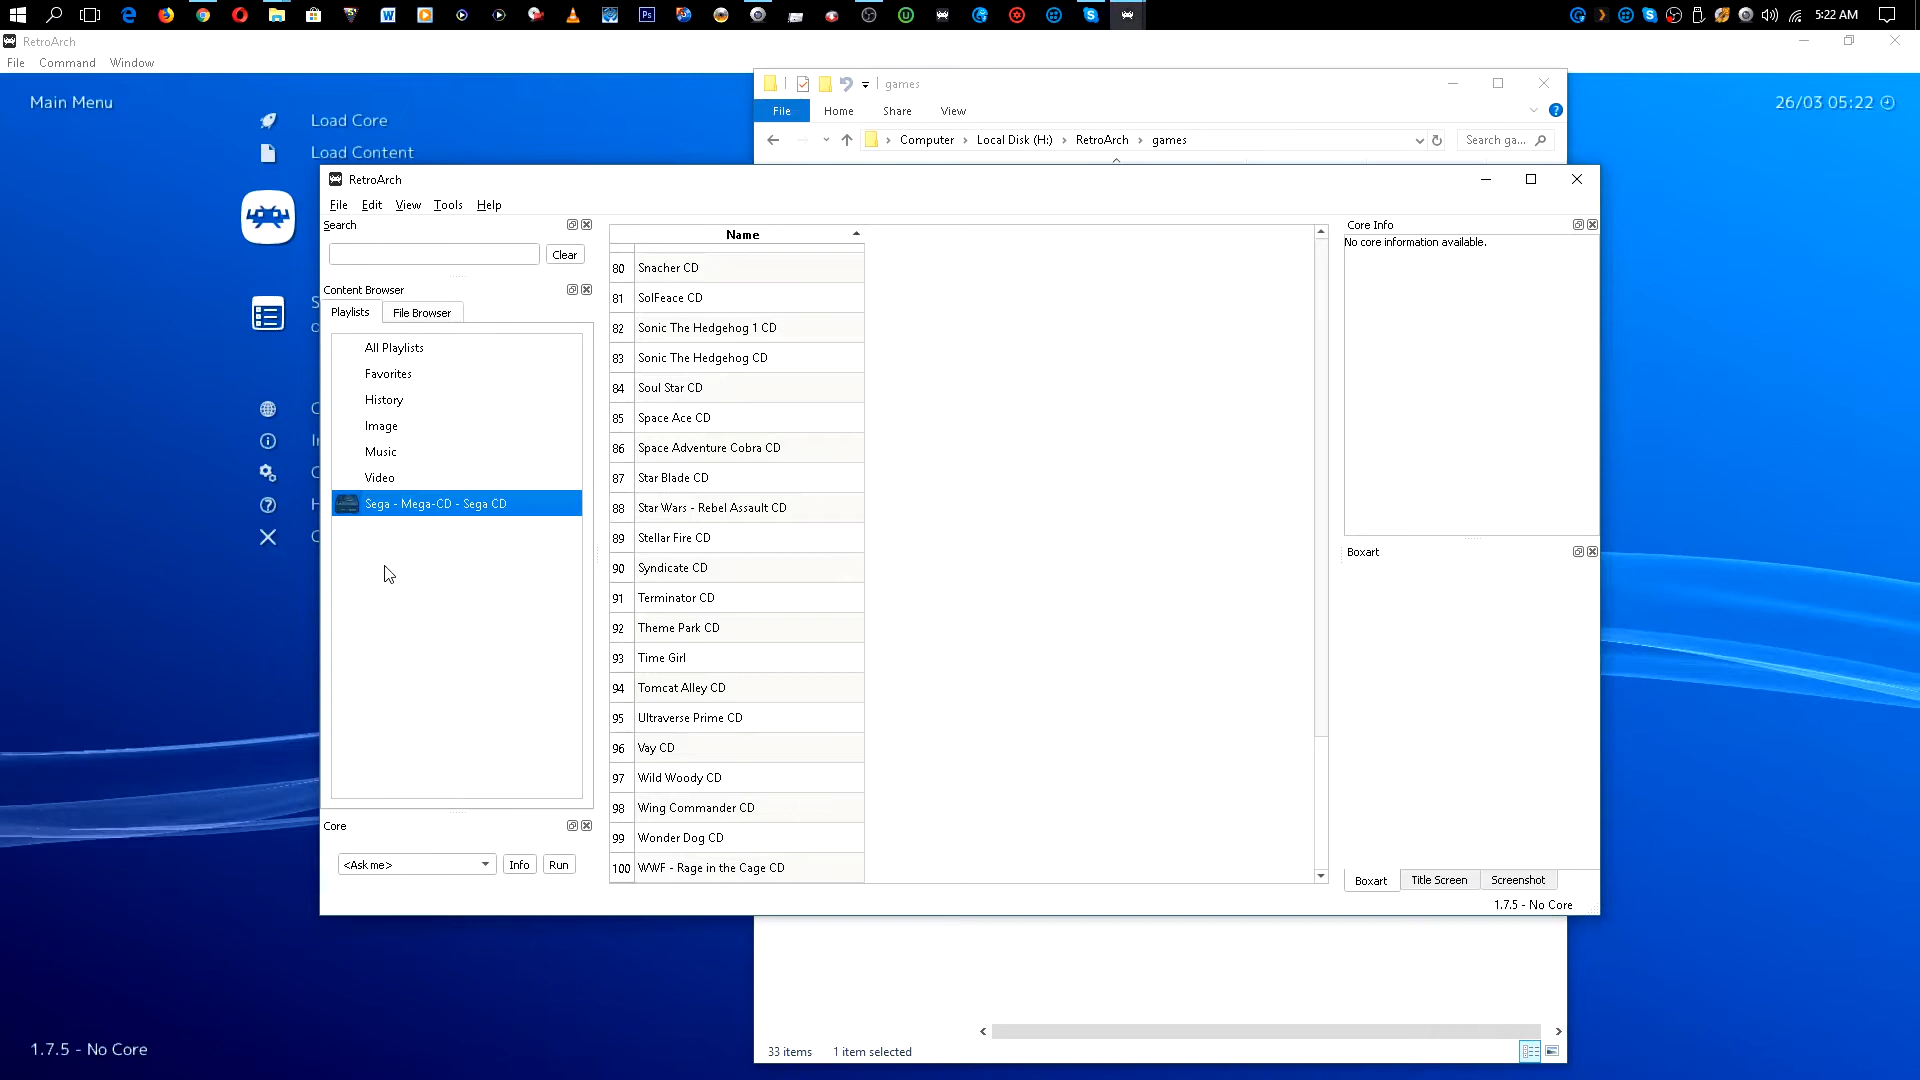 5:22 AM
RetroArch
File Command Window
Main Menu
26/03 05:22
Load Core
Load Content
games
File Home Share View
Computer Local Disk (H:) RetroArch games
Search ga...
RetroArch
File Edit View Tools Help
Search
Clear
Content Browser
Playlists File Browser
All Playlists
Favorites
History
Image
Music
Video
Sega - Mega-CD - Sega CD
Core
<Ask me> Info Run
Name
80 Snacher CD
81 SolFeace CD
82 Sonic The Hedgehog 1 CD
83 Sonic The Hedgehog CD
84 Soul Star CD
85 Space Ace CD
86 Space Adventure Cobra CD
87 Star Blade CD
88 Star Wars - Rebel Assault CD
89 Stellar Fire CD
90 Syndicate CD
91 Terminator CD
92 Theme Park CD
93 Time Girl
94 Tomcat Alley CD
95 Ultraverse Prime CD
96 Vay CD
97 Wild Woody CD
98 Wing Commander CD
99 Wonder Dog CD
100 WWF - Rage in the Cage CD
Core Info
No core information available.
Boxart
Boxart Title Screen Screenshot
1.7.5 - No Core
33 items 1 item selected
1.7.5 - No Core